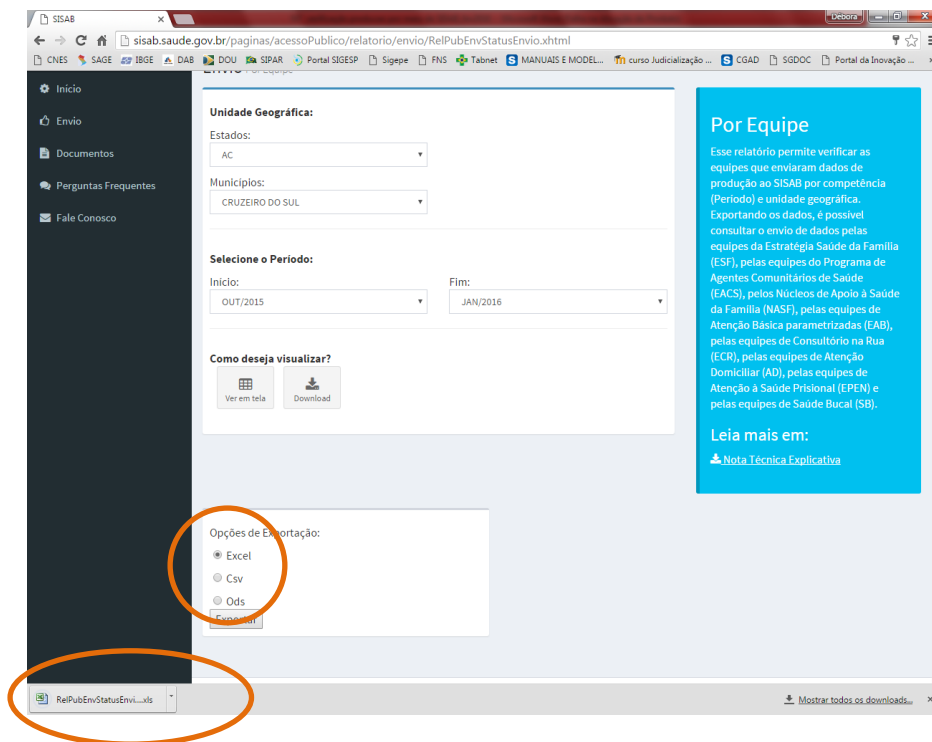 SISAB
Debora
sisab.saude.gov.br/paginas/acessoPublico/relatorio/envio/RelPubEnvStatusEnvio.xhtml
CNES SAGE IBGE DAB DOU SIPAR Portal SIGESP Sigepe FNS Tabnet MANUAIS E MODEL... curso Judicialização ... CGAD SGDOC Portal da Inovação ...
Envio Por Equipe
Início
Envio
Documentos
Perguntas Frequentes
Fale Conosco
Unidade Geográfica:
Estados:
AC
Municípios:
CRUZEIRO DO SUL
Selecione o Período:
Início: Fim:
OUT/2015 JAN/2016
Como deseja visualizar?
Ver em tela Download
Por Equipe
Esse relatório permite verificar as
equipes que enviaram dados de
produção ao SISAB por competência
(Período) e unidade geográfica.
Exportando os dados, é possível
consultar o envio de dados pelas
equipes da Estratégia Saúde da Família
(ESF), pelas equipes do Programa de
Agentes Comunitários de Saúde
(EACS), pelos Núcleos de Apoio à Saúde
da Família (NASF), pelas equipes de
Atenção Básica parametrizadas (EAB),
pelas equipes de Consultório na Rua
(ECR), pelas equipes de Atenção
Domiciliar (AD), pelas equipes de
Atenção à Saúde Prisional (EPEN) e
pelas equipes de Saúde Bucal (SB).
Leia mais em:
Nota Técnica Explicativa
Opções de Exportação:
Excel
Csv
Ods
Exportar
RelPubEnvStatusEnvi....xls
Mostrar todos os downloads...